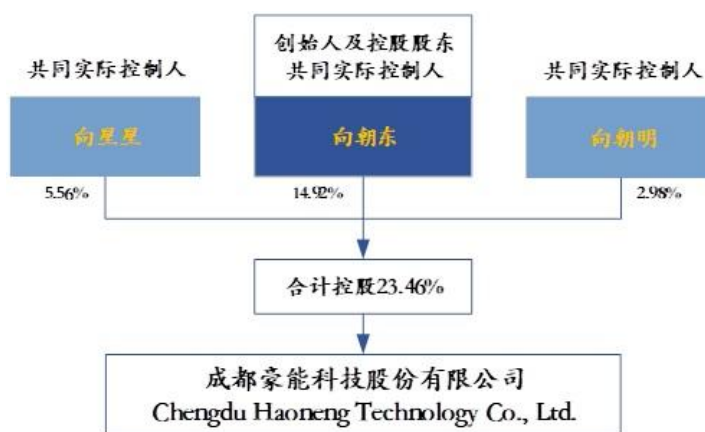 共同实际控制人
创始人及控股股东
共同实际控制人
共同实际控制人
向星星
向朝东
向朝明
5.56%
14.92%
2.98%
合计控股23.46%
成都豪能科技股份有限公司
Chengdu Haoneng Technology Co., Ltd.